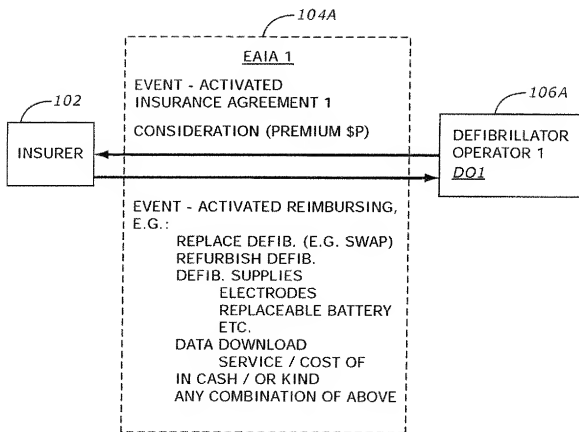 104A
EAIA 1
EVENT - ACTIVATED
INSURANCE AGREEMENT 1
CONSIDERATION (PREMIUM $P)
102
INSURER
106A
DEFIBRILLATOR
OPERATOR 1
DO1
EVENT - ACTIVATED REIMBURSING,
E.G.:
REPLACE DEFIB. (E.G. SWAP)
REFURBISH DEFIB.
DEFIB. SUPPLIES
ELECTRODES
REPLACEABLE BATTERY
ETC.
DATA DOWNLOAD
SERVICE / COST OF
IN CASH / OR KIND
ANY COMBINATION OF ABOVE